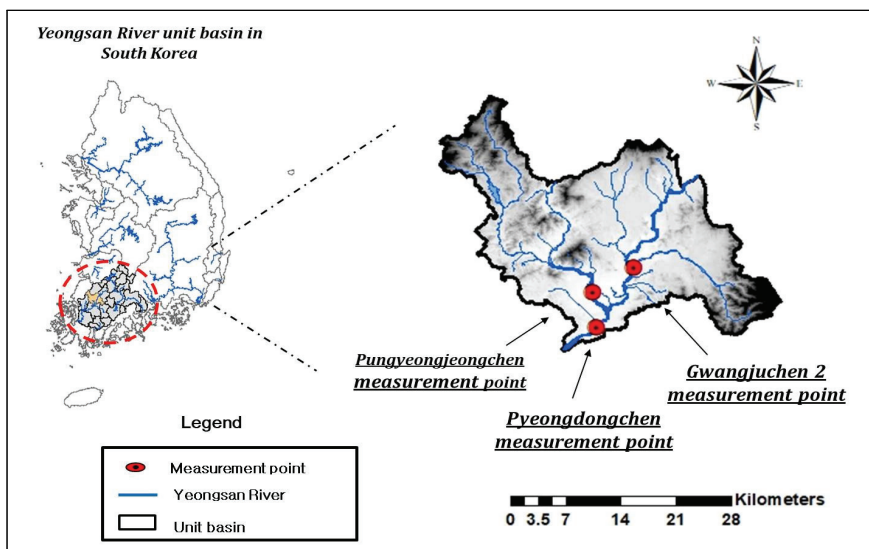 Yeongsan River unit basin in
South Korea
N
W
E
S
Pungyeongjeongchen
measurement point
Gwangjuchen 2
measurement point
Pyeongdongchen
measurement point
Legend
Measurement point
Yeongsan River
Unit basin
Kilometers
0 3.5 7 14 21 28